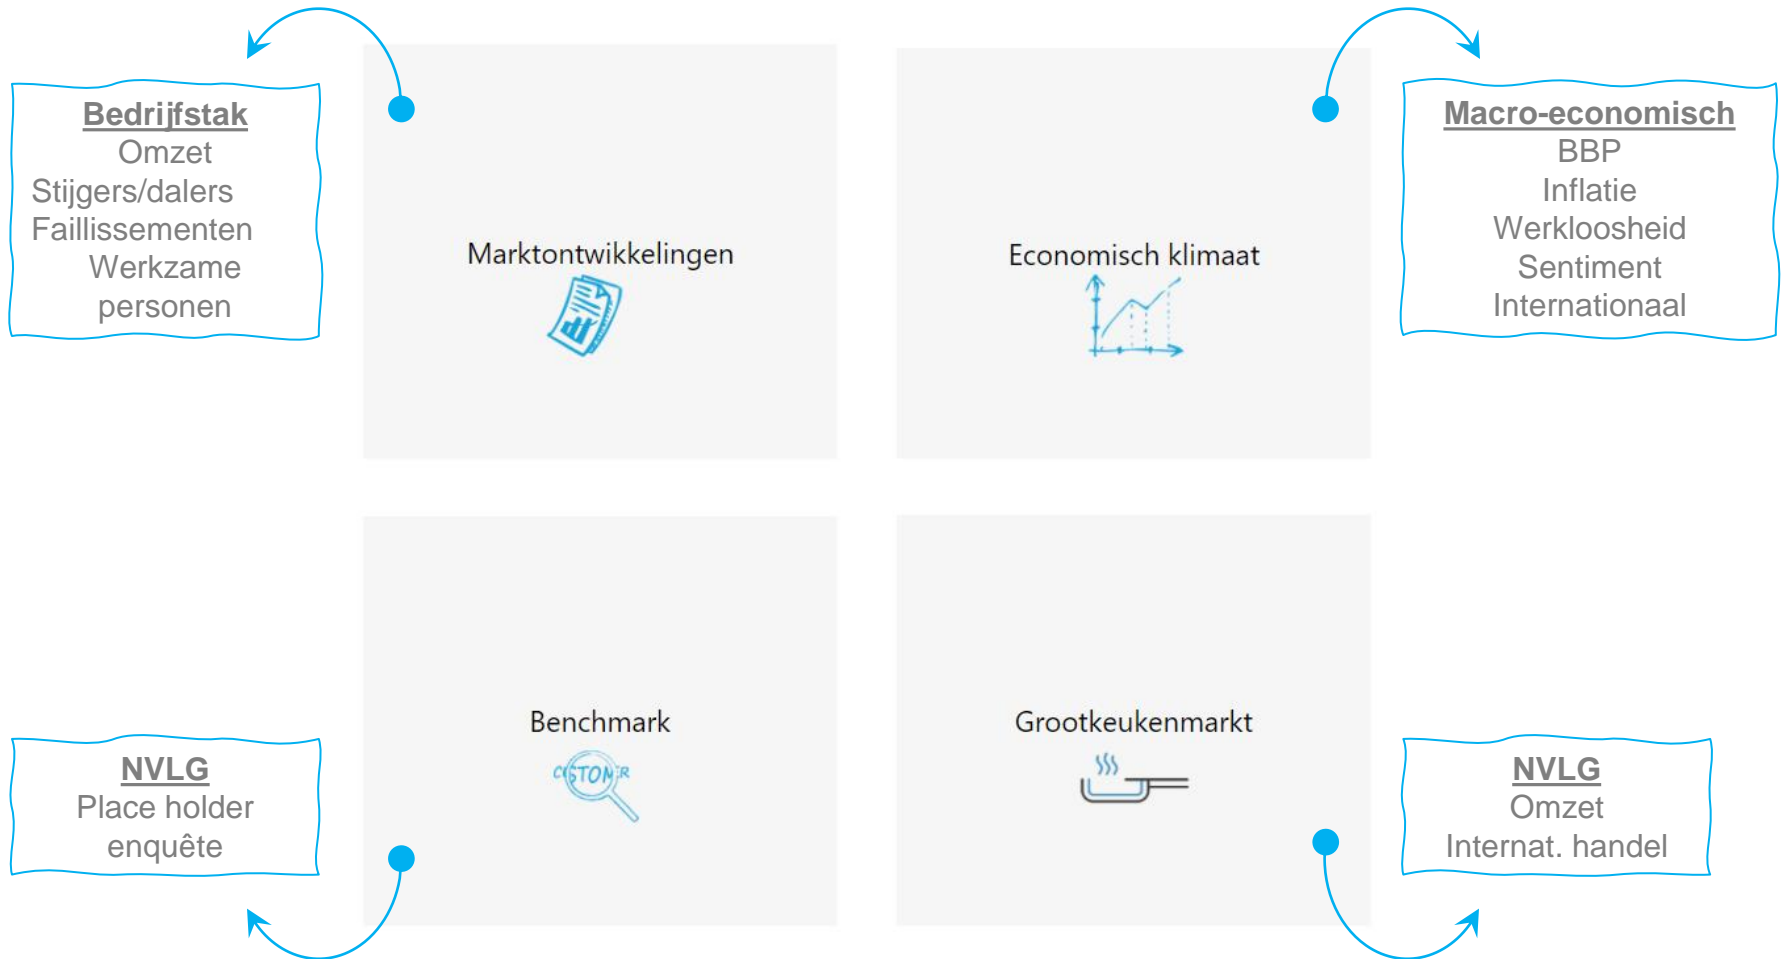 Bedrijfstak
Omzet
Stijgers/dalers
Faillissementen
Werkzame
personen
Marktontwikkelingen
Economisch klimaat
Macro-economisch
BBP
Inflatie
Werkloosheid
Sentiment
Internationaal
NVLG
Place holder
enquête
Benchmark
CUSTOMER
Grootkeukenmarkt
NVLG
Omzet
Internat. handel